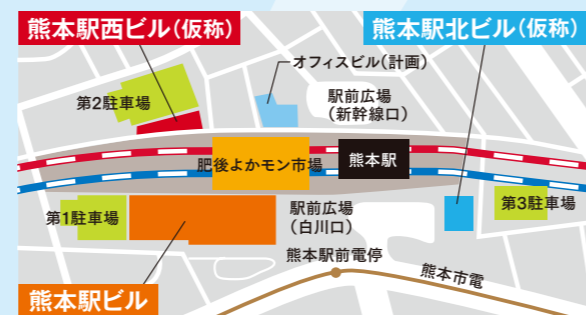 熊本駅西ビル(仮称)
熊本駅北ビル(仮称)
オフィスビル(計画)
第2駐車場
駅前広場
(新幹線口)
肥後よかモン市場
熊本駅
第1駐車場
駅前広場
(白川口)
第3駐車場
熊本駅前電停
熊本市電
熊本駅ビル